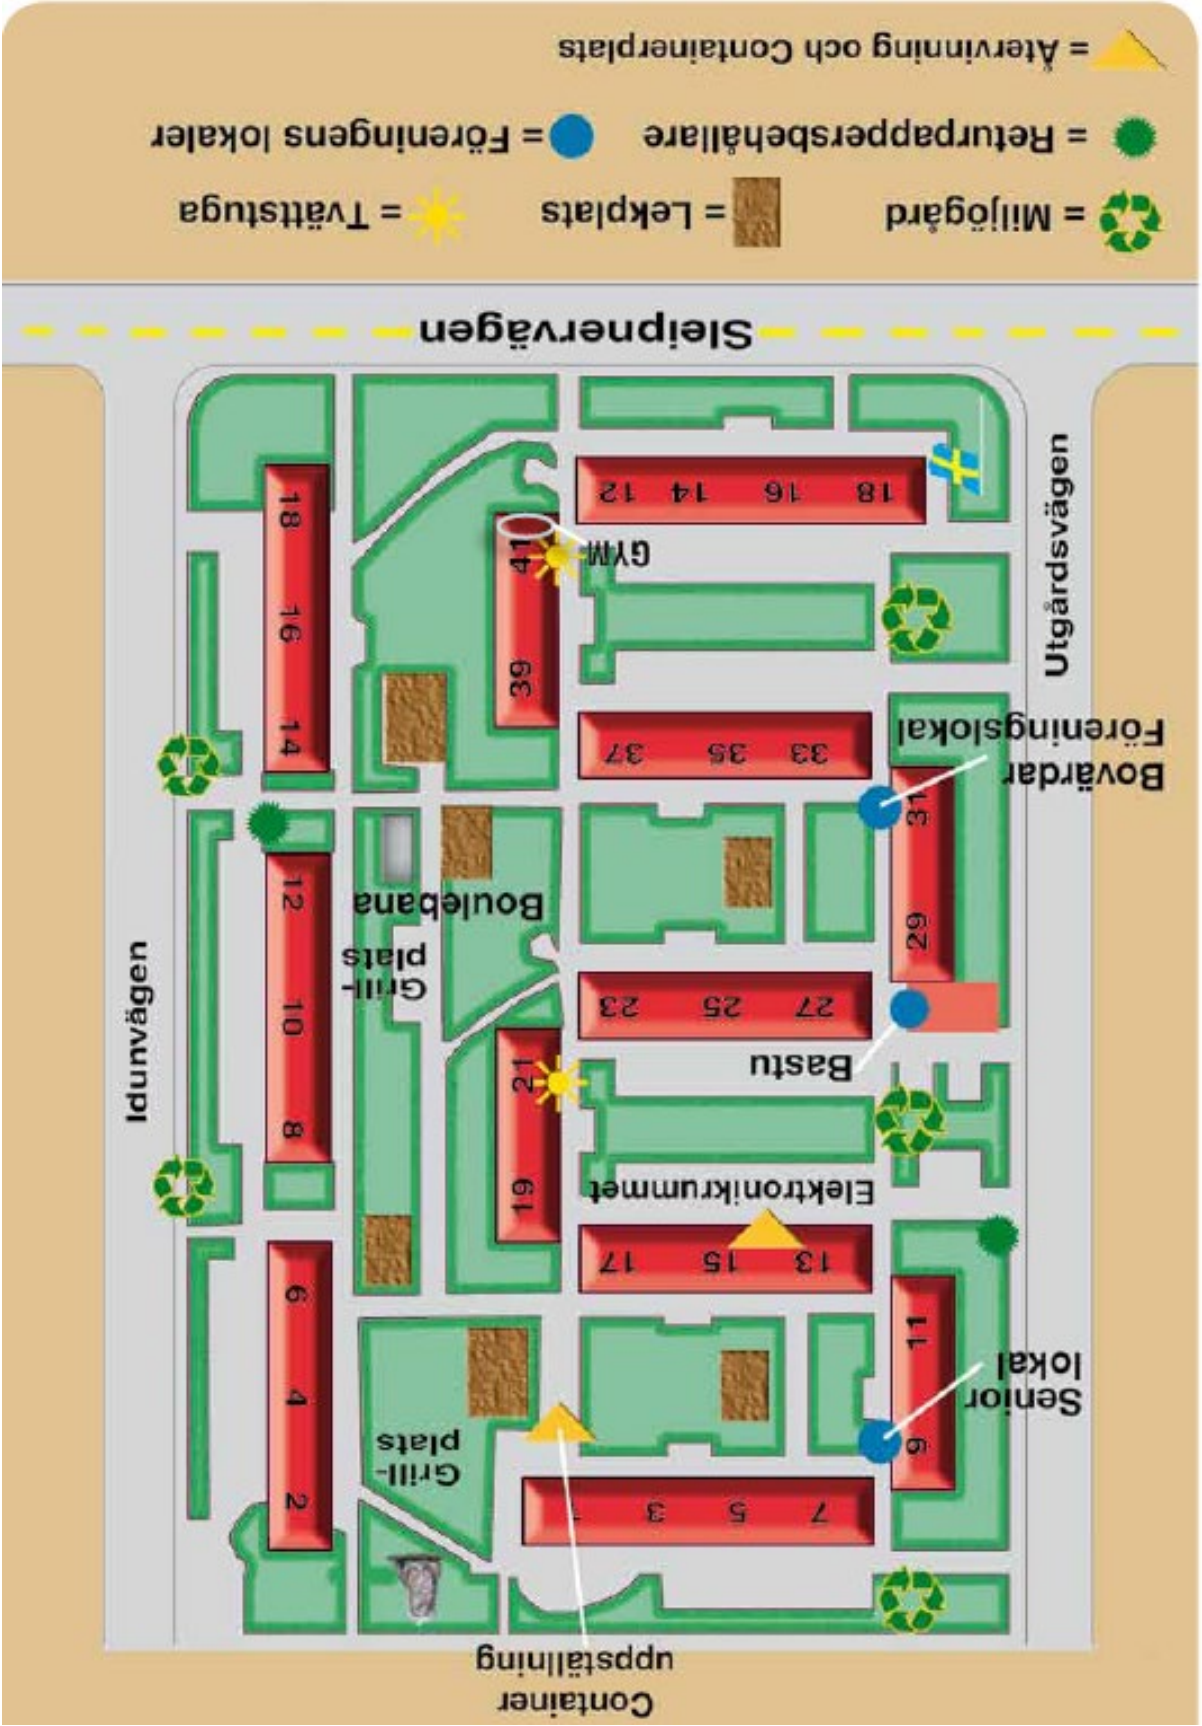 Container
uppställning
7 5 3 1
2
4
6
Grill-
plats
9
11
Senior
lokal
13 15 17
Elektronikrummet
19
21
8
10
12
Idunvägen
Bastu
27 25 23
Grill-
plats
Boulebana
29
31
Bovärdar
Föreningslokal
33 35 37
39
41
GYM
14
16
18
Utgårdsvägen
18 16 14 12
Sleipnervägen
= Miljögård
= Lekplats
= Tvättstuga
= Returpappersbehållare
= Föreningens lokaler
= Återvinning och Containerplats